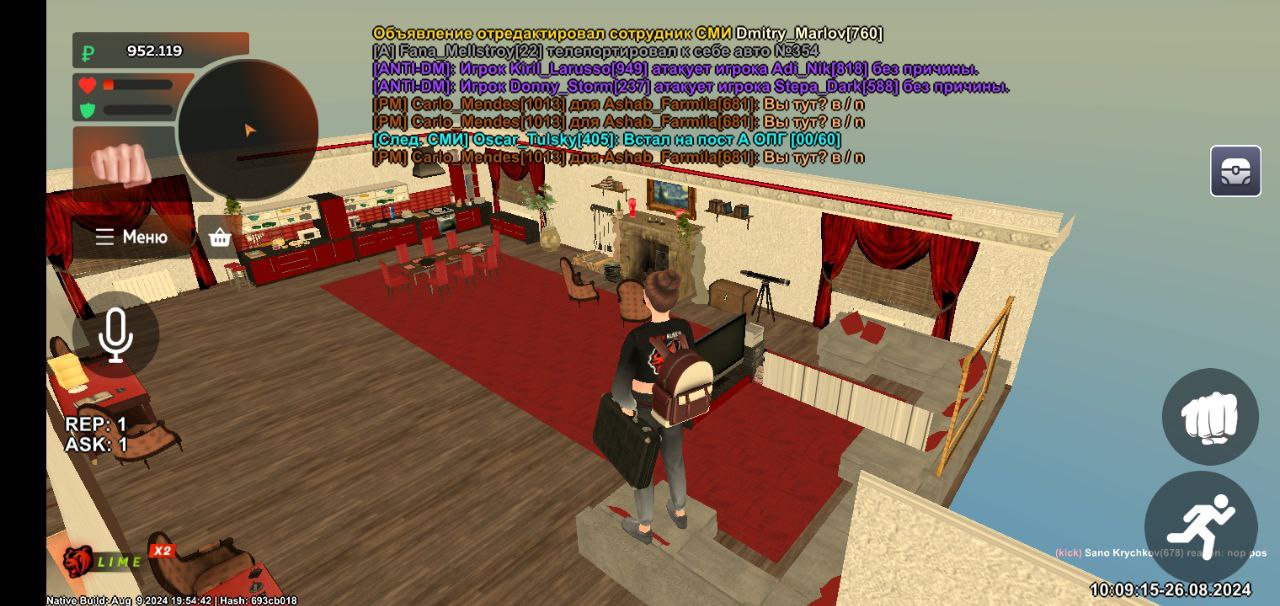 Объявление отредактировал сотрудник СМИ Dmitry_Marlov[760]
[A] Fana_Mellstroy[22] телепортировал к себе авто №354
[ANTI-DM]: Игрок Kiril_Larusso[949] атакует игрока Adi_Nik[818] без причины.
[ANTI-DM]: Игрок Donny_Storm[237] атакует игрока Stepa_Dark[588] без причины.
[PM] Carlo_Mendes[1013] для Ashab_Farmila[681]: Вы тут? в / n
[PM] Carlo_Mendes[1013] для Ashab_Farmila[681]: Вы тут? в / n
[След. СМИ] Oscar_Tulsky[405]: Встал на пост А ОПГ [00/60]
[PM] Carlo_Mendes[1013] для Ashab_Farmila[681]: Вы тут? в / n
₽ 952.119
Меню
REP: 1
ASK: 1
LIME X2
(kick) Sano Krychkov(678) reason: nop pos
10:09:15-26.08.2024
Native Build: Aug 9 2024 19:54:42 | Hash: 693cb018